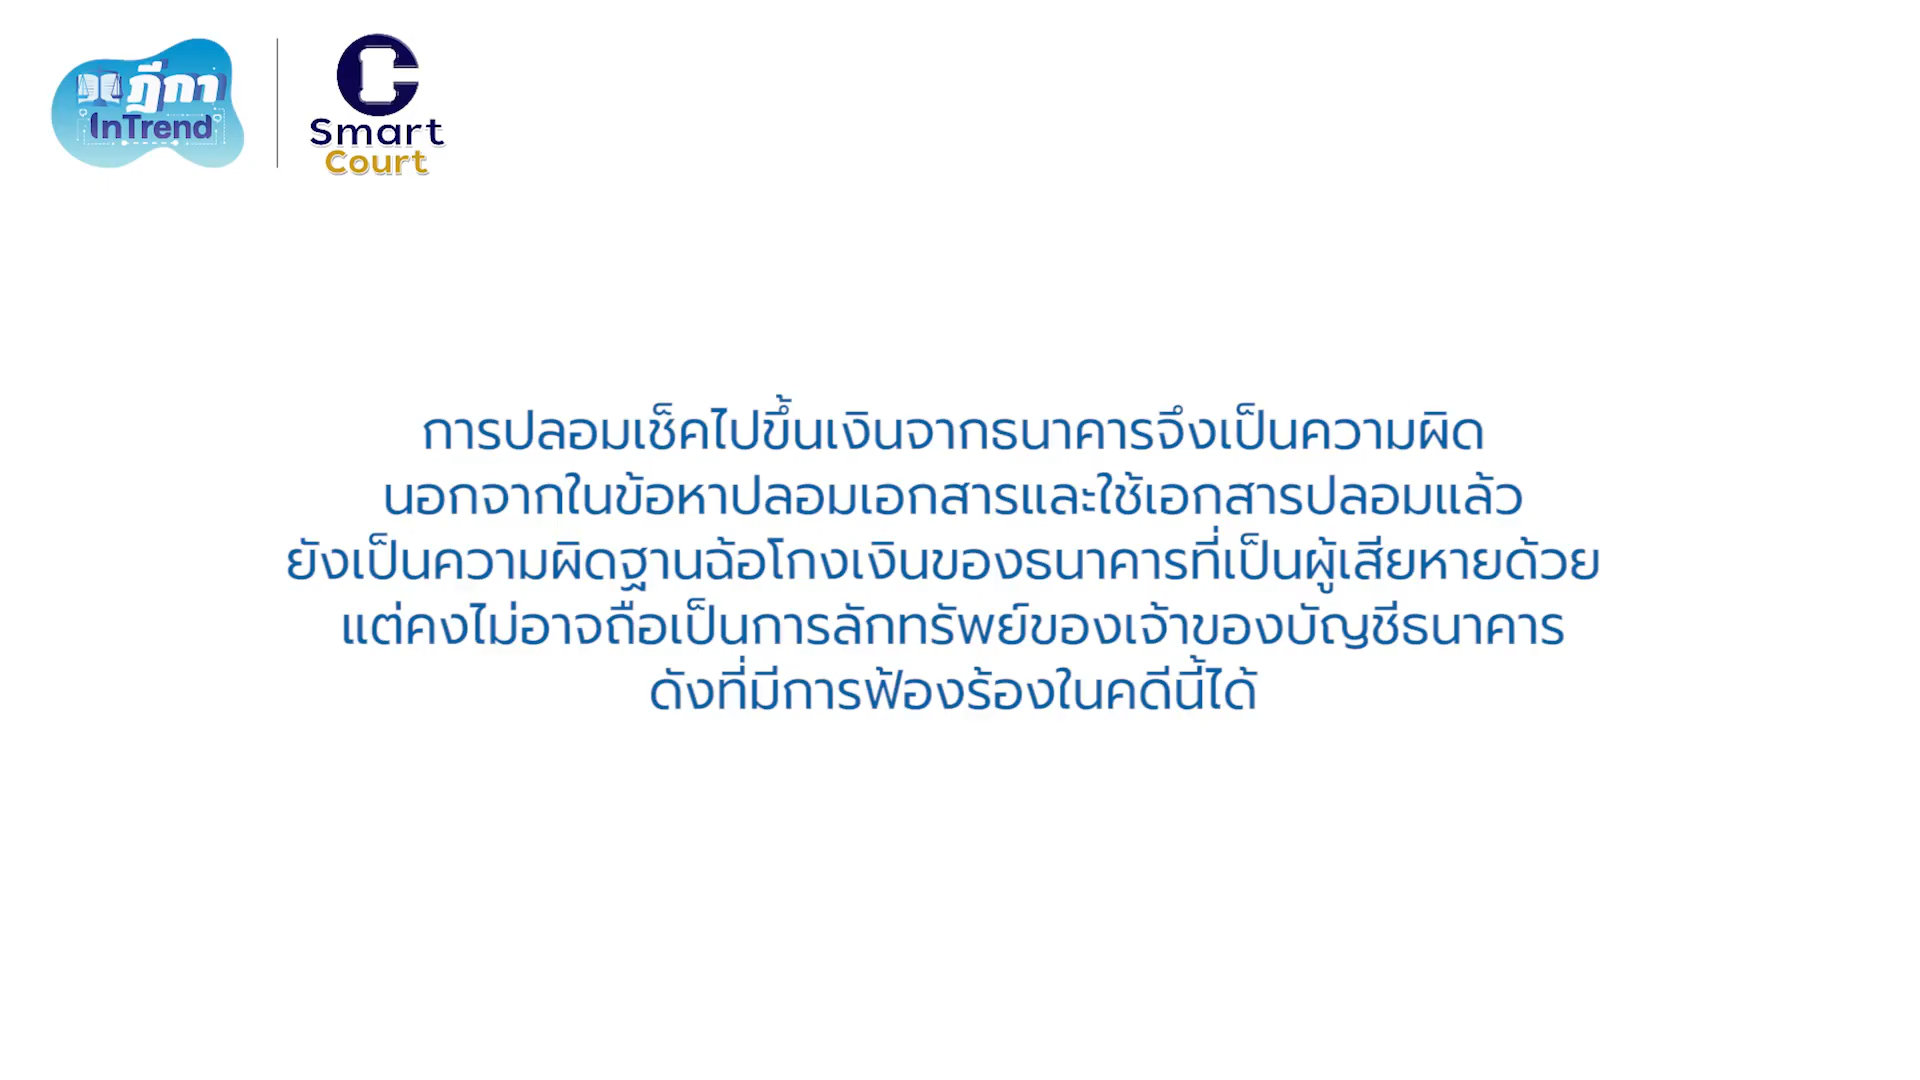 ฎีกา
InTrend
Smart
Court
การปลอมเช็คไปขึ้นเงินจากธนาคารจึงเป็นความผิด
นอกจากในข้อหาปลอมเอกสารและใช้เอกสารปลอมแล้ว
ยังเป็นความผิดฐานฉ้อโกงเงินของธนาคารที่เป็นผู้เสียหายด้วย
แต่คงไม่อาจถือเป็นการลักทรัพย์ของเจ้าของบัญชีธนาคาร
ดังที่มีการฟ้องร้องในคดีนี้ได้